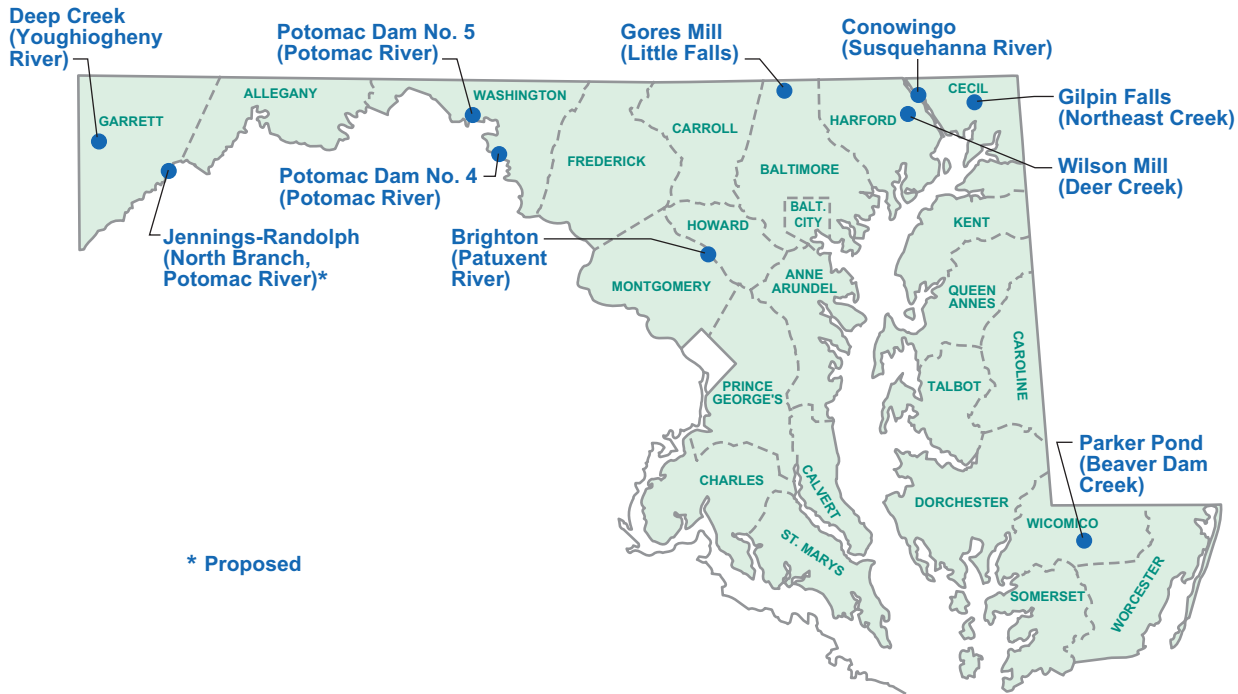 Deep Creek
(Youghiogheny
River)
Potomac Dam No. 5
(Potomac River)
Gores Mill
(Little Falls)
Conowingo
(Susquehanna River)
Gilpin Falls
(Northeast Creek)
Wilson Mill
(Deer Creek)
Potomac Dam No. 4
(Potomac River)
Jennings-Randolph
(North Branch,
Potomac River)*
Brighton
(Patuxent
River)
Parker Pond
(Beaver Dam
Creek)
* Proposed
GARRETT
ALLEGANY
WASHINGTON
FREDERICK
CARROLL
BALTIMORE
HARFORD
CECIL
BALT.
CITY
HOWARD
MONTGOMERY
ANNE
ARUNDEL
KENT
QUEEN
ANNES
CAROLINE
TALBOT
PRINCE
GEORGE'S
CHARLES
CALVERT
ST. MARYS
DORCHESTER
WICOMICO
SOMERSET
WORCESTER